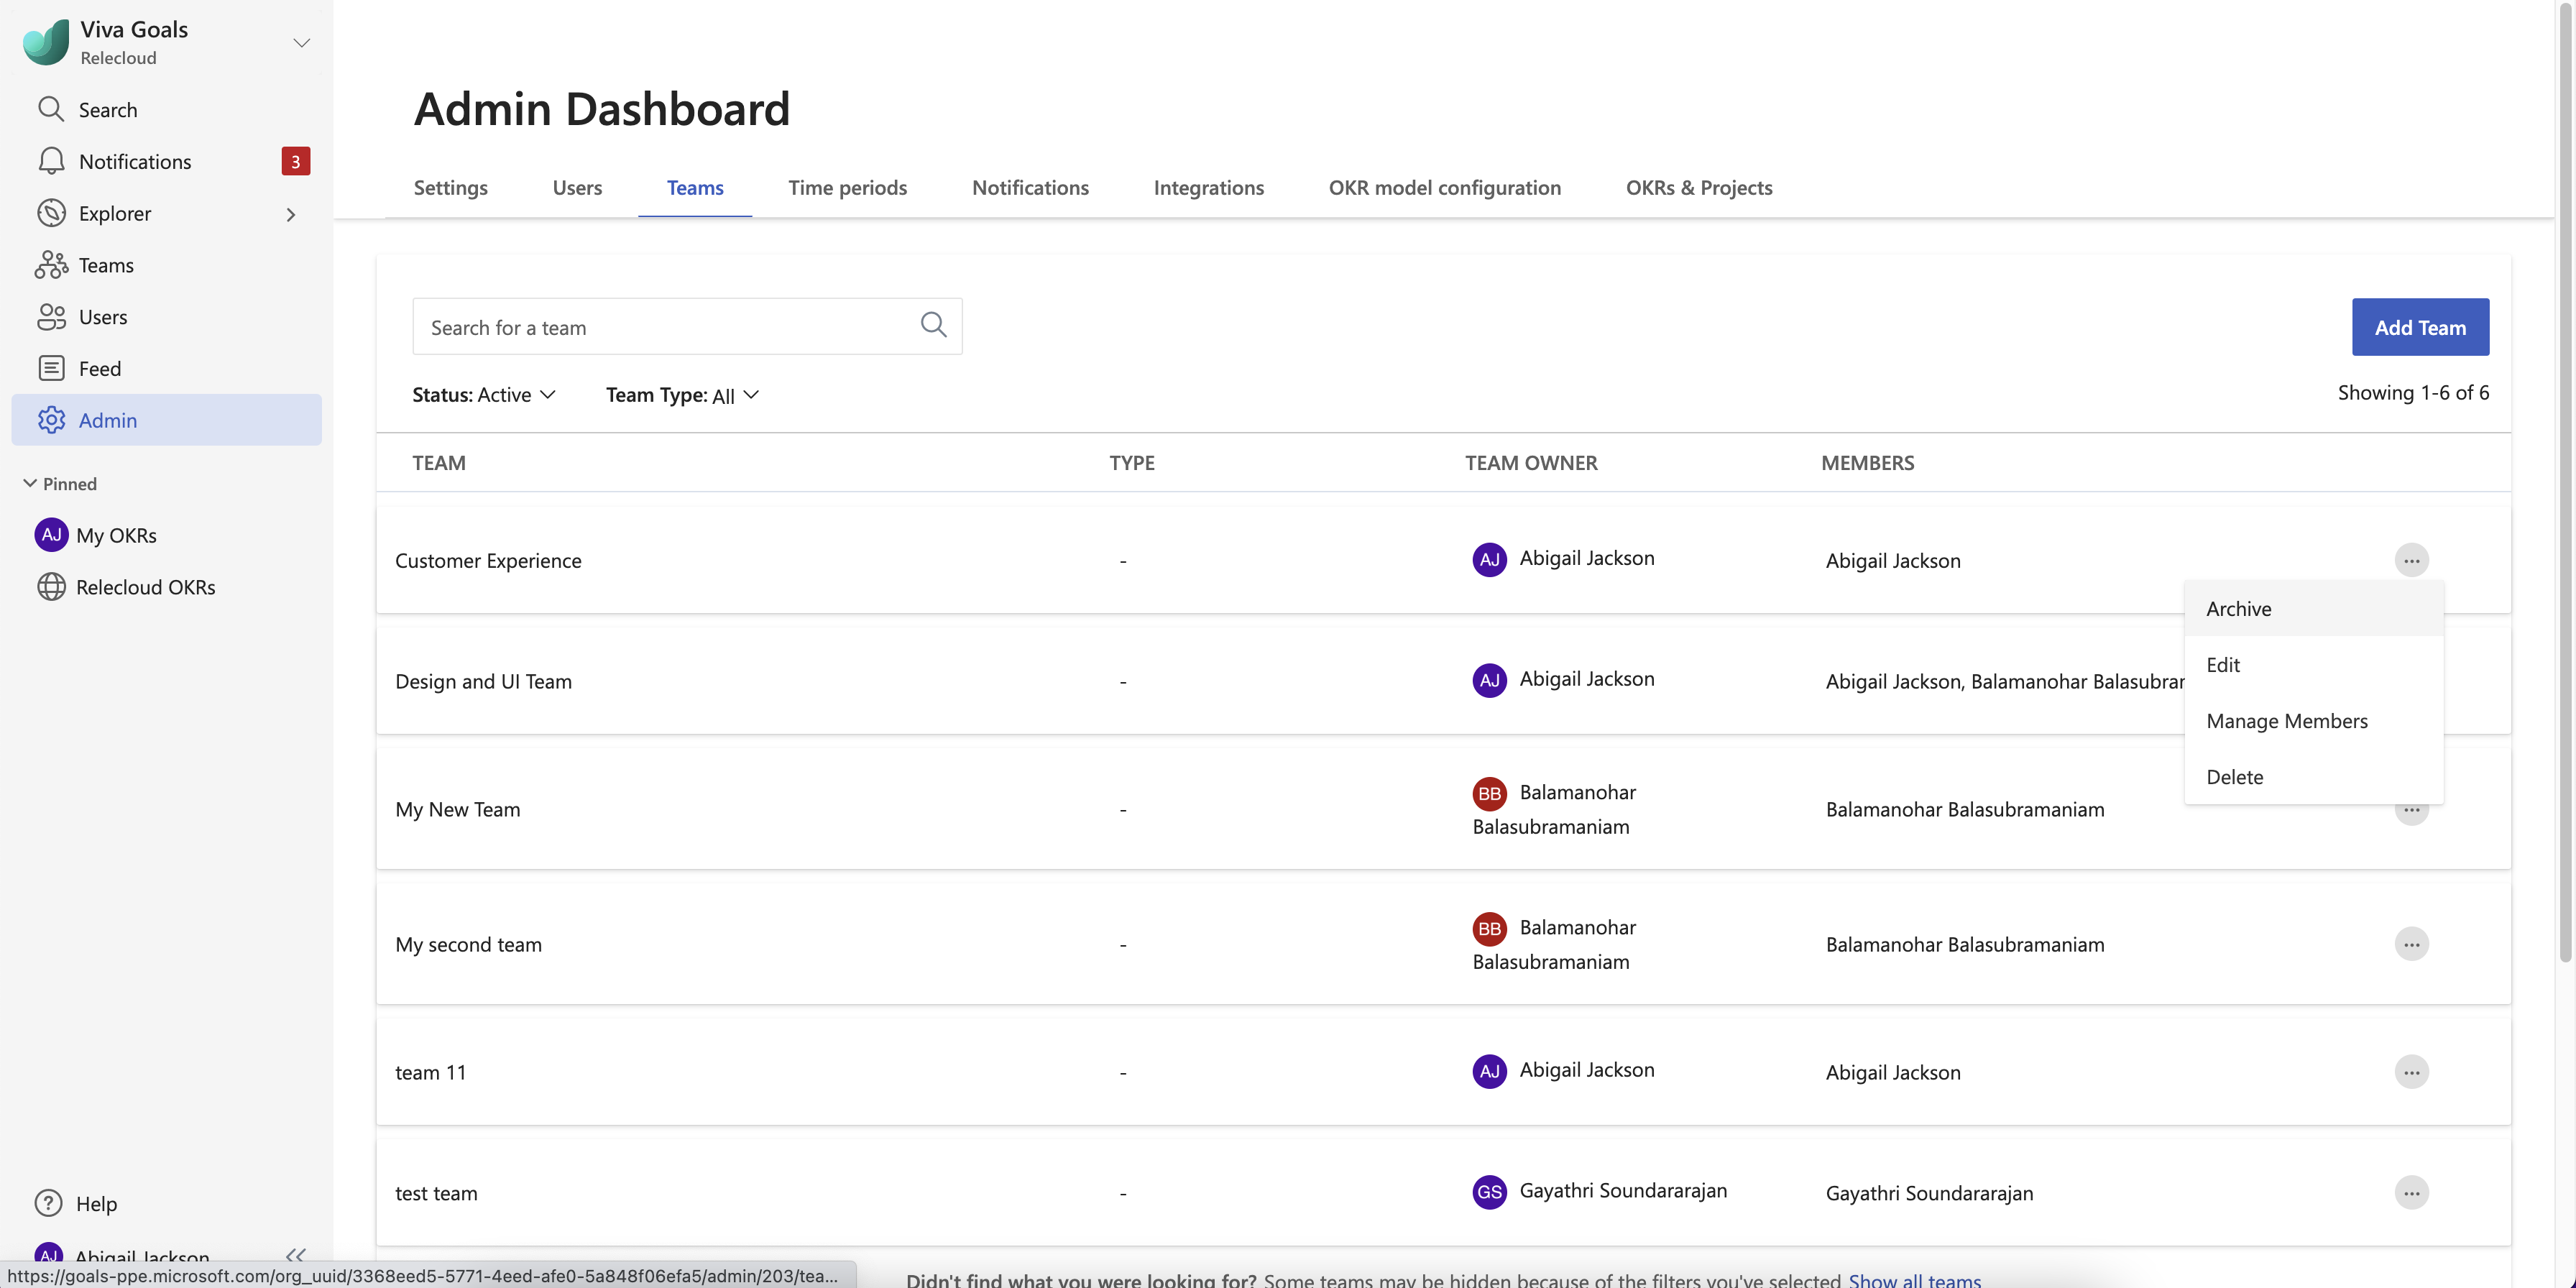 Viva Goals
Relecloud
Search
Notifications 3
Explorer
Teams
Users
Feed
Admin
Pinned
AJ My OKRs
Relecloud OKRs
Help
AJ Abigail Jackson
https://goals-ppe.microsoft.com/org_uuid/3368eed5-5771-4eed-afe0-5a848f06efa5/admin/203/tea...
Admin Dashboard
Settings Users Teams Time periods Notifications Integrations OKR model configuration OKRs & Projects
Search for a team
Add Team
Status: Active Team Type: All
Showing 1-6 of 6
TEAM TYPE TEAM OWNER MEMBERS
Customer Experience - AJ Abigail Jackson Abigail Jackson ...
Archive
Edit
Manage Members
Delete
Design and UI Team - AJ Abigail Jackson Abigail Jackson, Balamanohar Balasubra
My New Team - BB Balamanohar
Balasubramaniam Balamanohar Balasubramaniam ...
My second team - BB Balamanohar
Balasubramaniam Balamanohar Balasubramaniam ...
team 11 - AJ Abigail Jackson Abigail Jackson ...
test team - GS Gayathri Soundararajan Gayathri Soundararajan ...
Didn't find what you were looking for? Some teams may be hidden because of the filters you've selected Show all teams